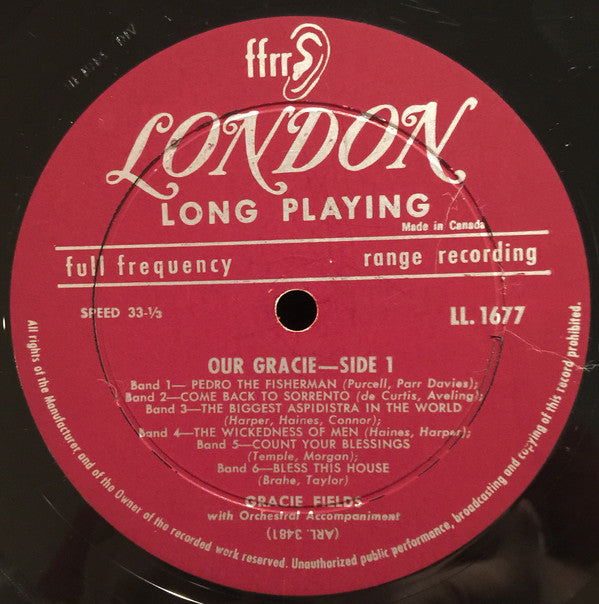 ffrr
LONDON
LONG PLAYING
Made in Canada
full frequency range recording
SPEED 33-⅓
LL.1677
OUR GRACIE—SIDE 1
Band 1— PEDRO THE FISHERMAN (Purcell, Parr Davies);
Band 2—COME BACK TO SORRENTO (de Curtis, Aveling);
Band 3—THE BIGGEST ASPIDISTRA IN THE WORLD
(Harper, Haines, Connor);
Band 4—THE WICKEDNESS OF MEN (Haines, Harper);
Band 5—COUNT YOUR BLESSINGS
(Temple, Morgan);
Band 6—BLESS THIS HOUSE
(Brahe, Taylor)
GRACIE FIELDS
with Orchestral Accompaniment
(ARL 3481)
All rights of the Manufacturer and of the Owner of the recorded work reserved. Unauthorized public performance, broadcasting and copying of this record prohibited.